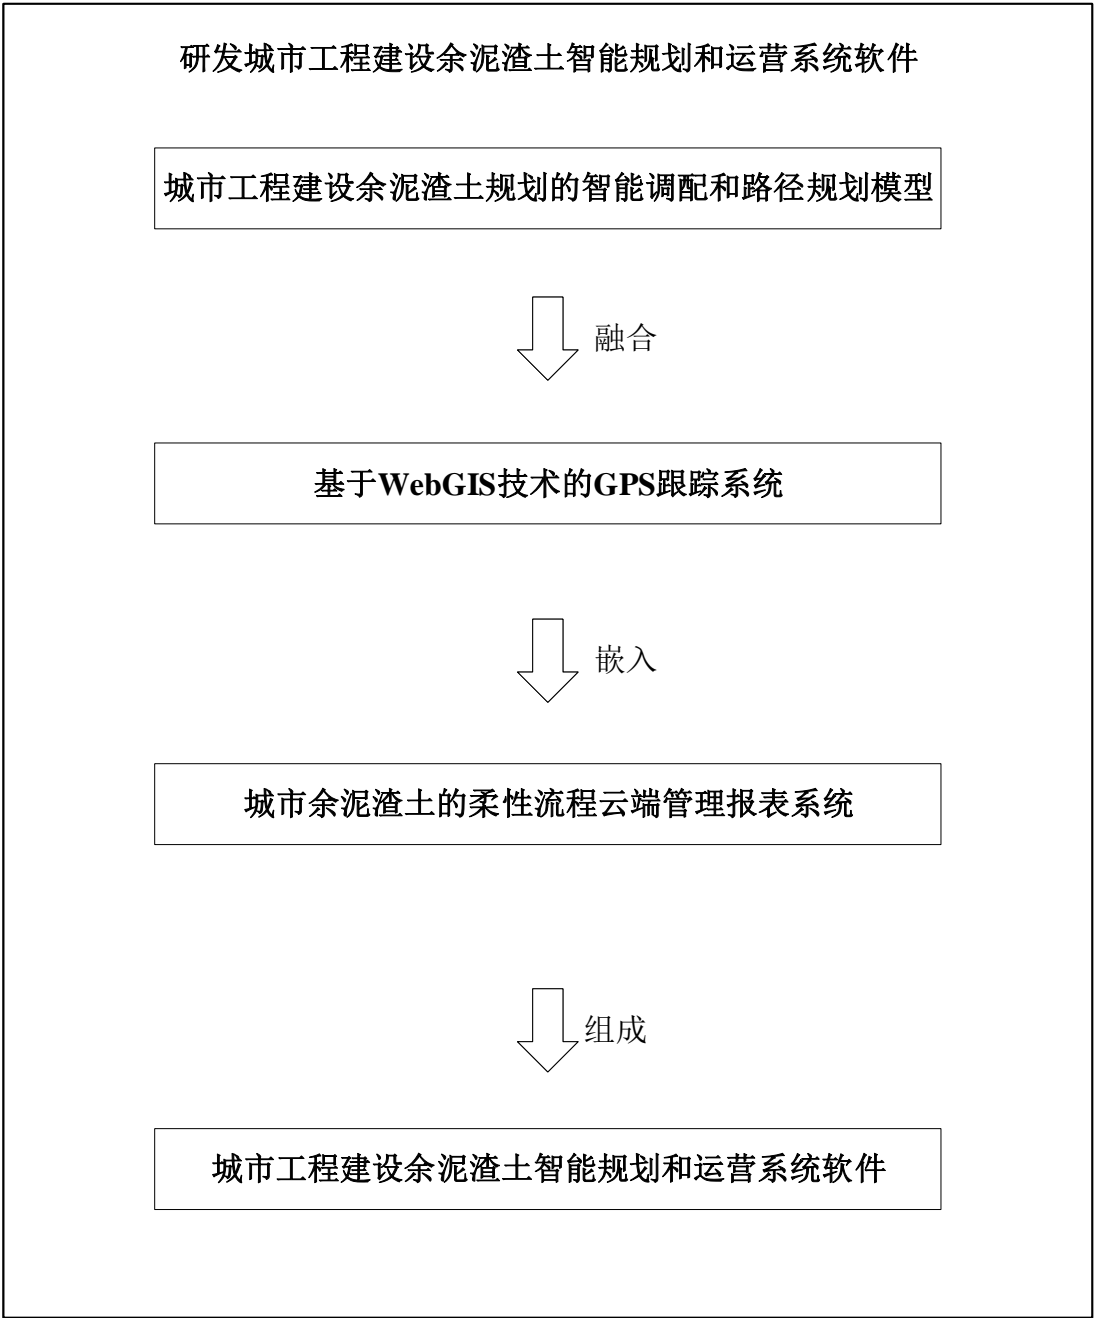 研发城市工程建设余泥渣土智能规划和运营系统软件
城市工程建设余泥渣土规划的智能调配和路径规划模型
融合
基于WebGIS技术的GPS跟踪系统
嵌入
城市余泥渣土的柔性流程云端管理报表系统
组成
城市工程建设余泥渣土智能规划和运营系统软件